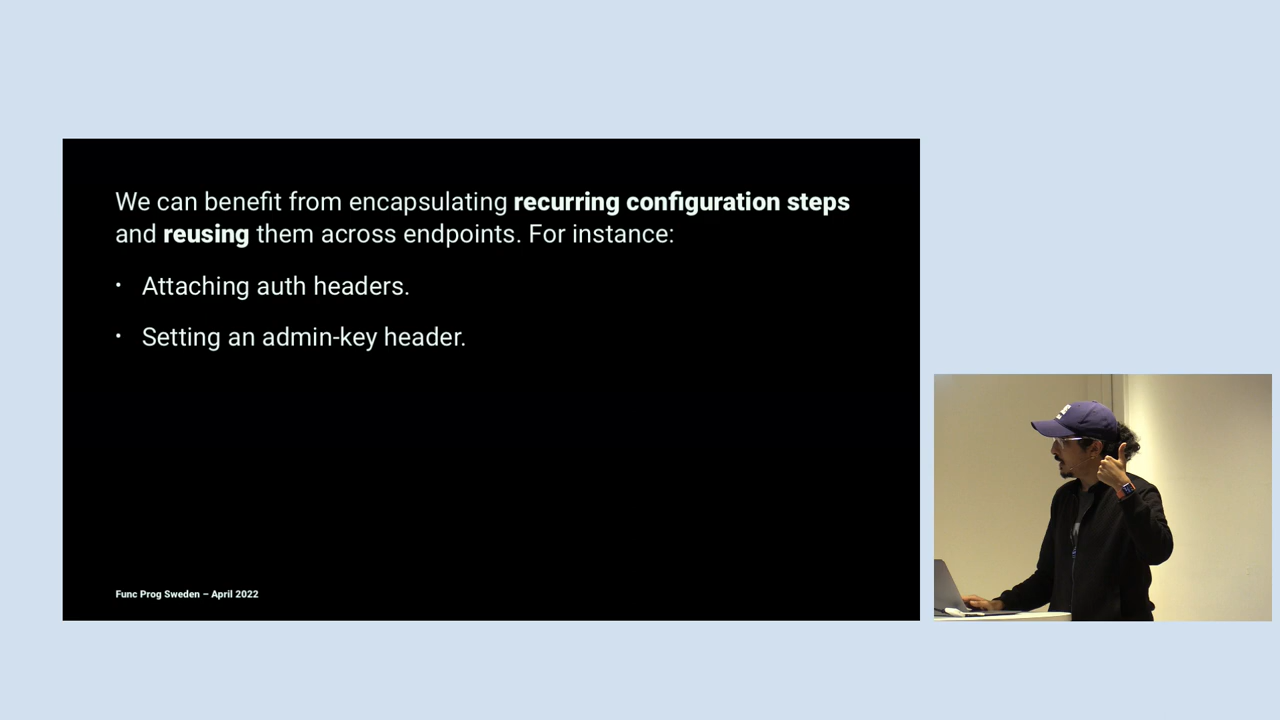 We can benefit from encapsulating recurring configuration steps
and reusing them across endpoints. For instance:
• Attaching auth headers.
• Setting an admin-key header.
Func Prog Sweden – April 2022